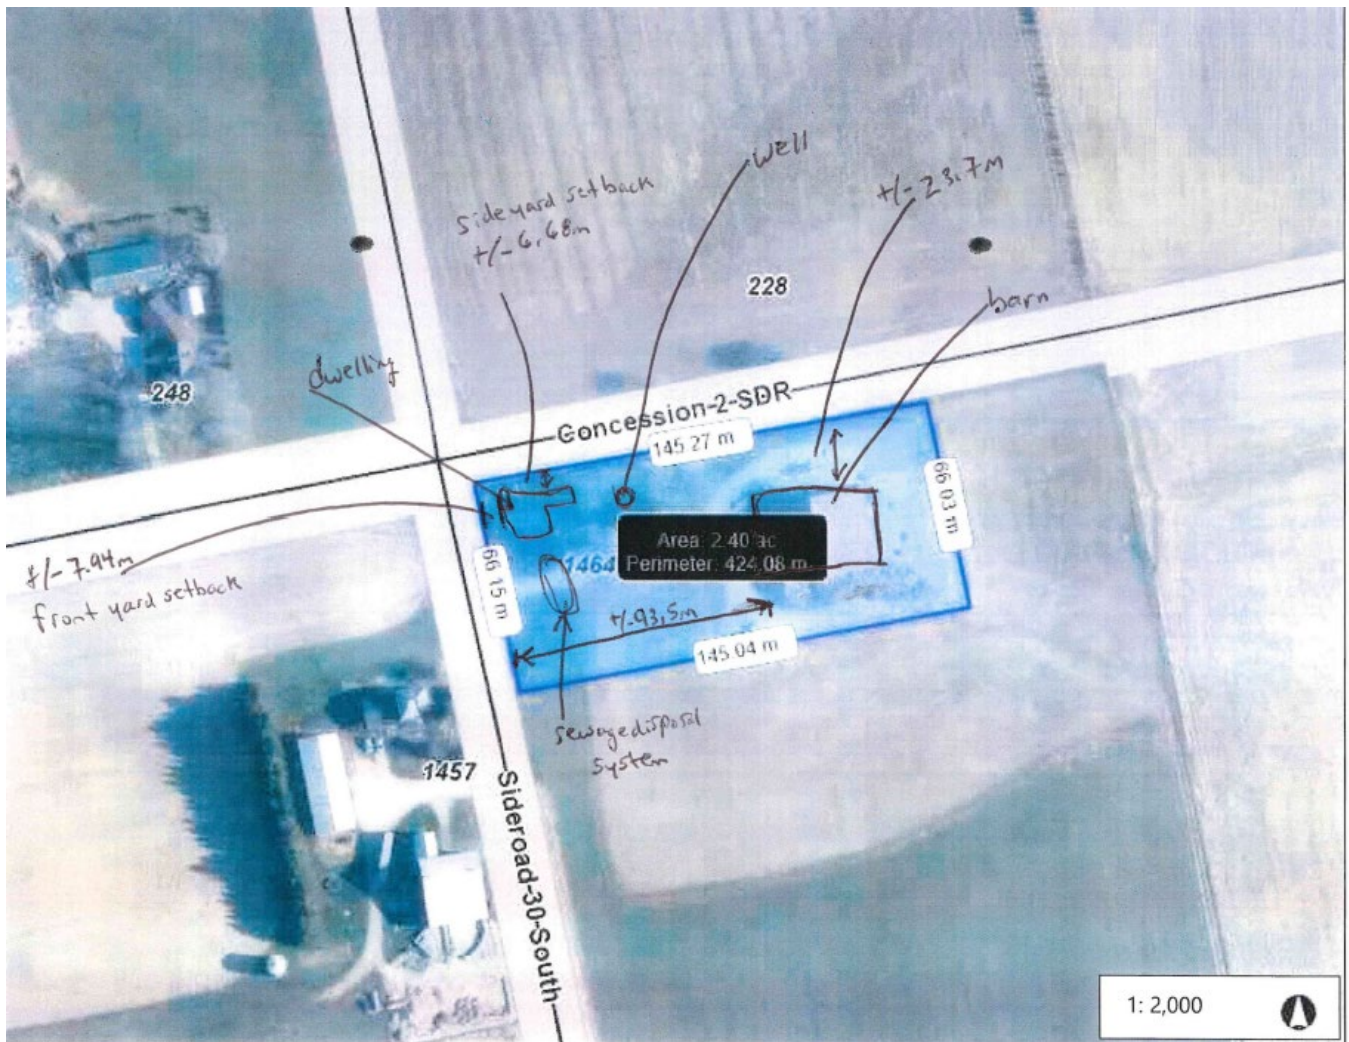 well
+/- 23.7m
side yard setback
+/- 6.68m
228
barn
dwelling
248
Concession-2-SDR
145.27 m
66.03 m
Area: 2.40 ac
Perimeter: 424.08 m
1464
+/- 7.94m
front yard setback
66.15 m
+/- 93.5m
145.04 m
sewage disposal
system
1457
Sideroad-30-South
1: 2,000